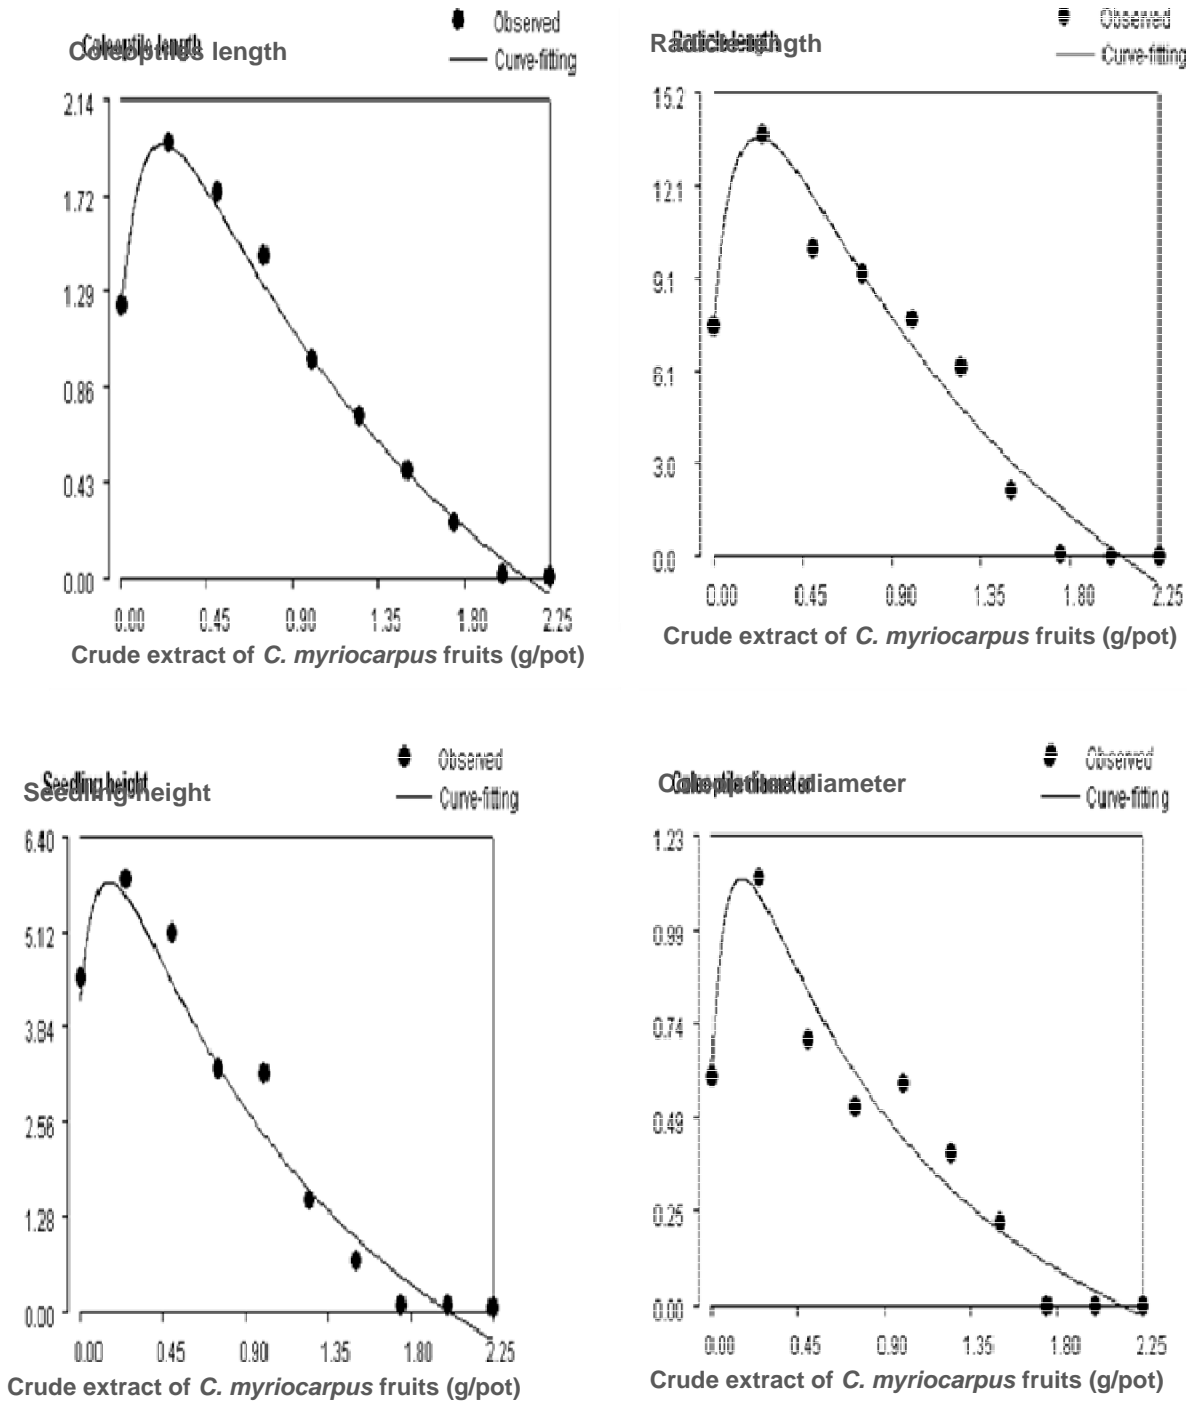 Observed
Coleoptile length
Curve-fitting
2.14
1.72
1.29
0.86
0.43
0.00
0.00 0.45 0.90 1.35 1.80 2.25
Crude extract of C. myriocarpus fruits (g/pot)
Observed
Radicle length
Curve-fitting
15.2
12.1
9.1
6.1
3.0
0.0
0.00 0.45 0.90 1.35 1.80 2.25
Crude extract of C. myriocarpus fruits (g/pot)
Observed
Seedling height
Curve-fitting
6.40
5.12
3.84
2.56
1.28
0.00
0.00 0.45 0.90 1.35 1.80 2.25
Crude extract of C. myriocarpus fruits (g/pot)
Observed
diameter
Curve-fitting
1.23
0.99
0.74
0.49
0.25
0.00
0.00 0.45 0.90 1.35 1.80 2.25
Crude extract of C. myriocarpus fruits (g/pot)